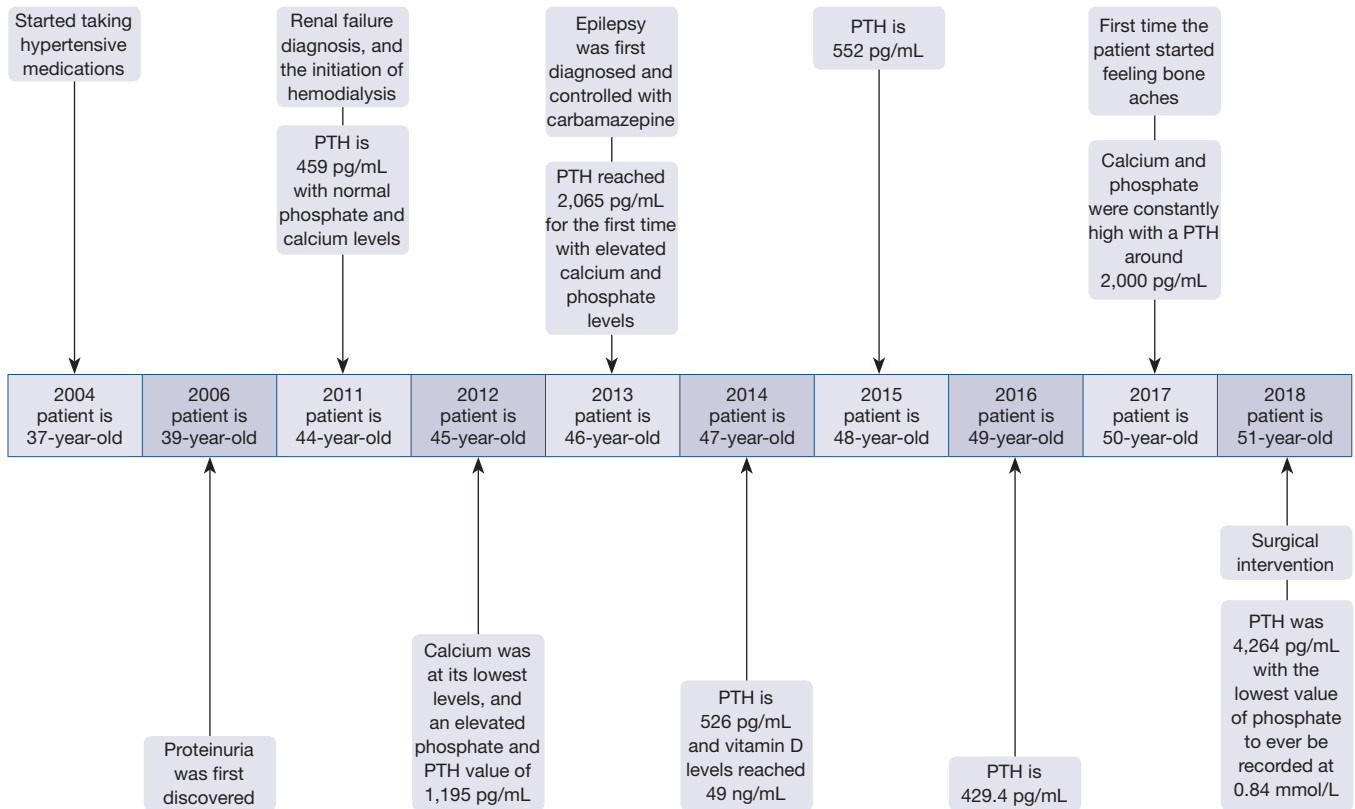 Started taking
hypertensive
medications
Renal failure
diagnosis, and
the initiation of
hemodialysis
PTH is
459 pg/mL
with normal
phosphate and
calcium levels
Epilepsy
was first
diagnosed and
controlled with
carbamazepine
PTH reached
2,065 pg/mL
for the first time
with elevated
calcium and
phosphate
levels
PTH is
552 pg/mL
First time the
patient started
feeling bone
aches
Calcium and
phosphate
were constantly
high with a PTH
around
2,000 pg/mL
2004
patient is
37-year-old
2006
patient is
39-year-old
2011
patient is
44-year-old
2012
patient is
45-year-old
2013
patient is
46-year-old
2014
patient is
47-year-old
2015
patient is
48-year-old
2016
patient is
49-year-old
2017
patient is
50-year-old
2018
patient is
51-year-old
Proteinuria
was first
discovered
Calcium was
at its lowest
levels, and
an elevated
phosphate and
PTH value of
1,195 pg/mL
PTH is
526 pg/mL
and vitamin D
levels reached
49 ng/mL
PTH is
429.4 pg/mL
Surgical
intervention
PTH was
4,264 pg/mL
with the
lowest value
of phosphate
to ever be
recorded at
0.84 mmol/L